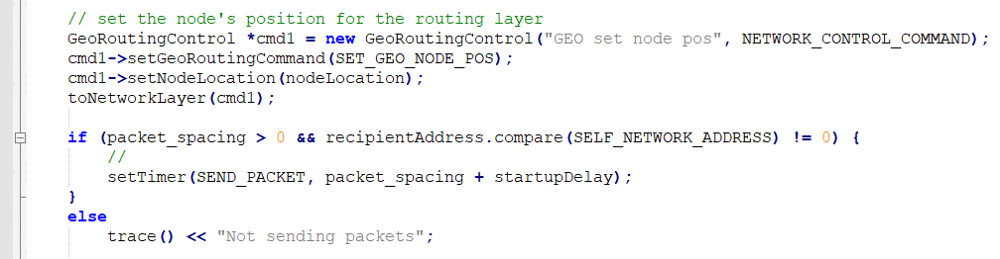 // set the node's position for the routing layer
GeoRoutingControl *cmd1 = new GeoRoutingControl("GEO set node pos", NETWORK_CONTROL_COMMAND);
cmd1->setGeoRoutingCommand(SET_GEO_NODE_POS);
cmd1->setNodeLocation(nodeLocation);
toNetworkLayer(cmd1);
if (packet_spacing > 0 && recipientAddress.compare(SELF_NETWORK_ADDRESS) != 0) {
//
setTimer(SEND_PACKET, packet_spacing + startupDelay);
}
else
trace() << "Not sending packets";